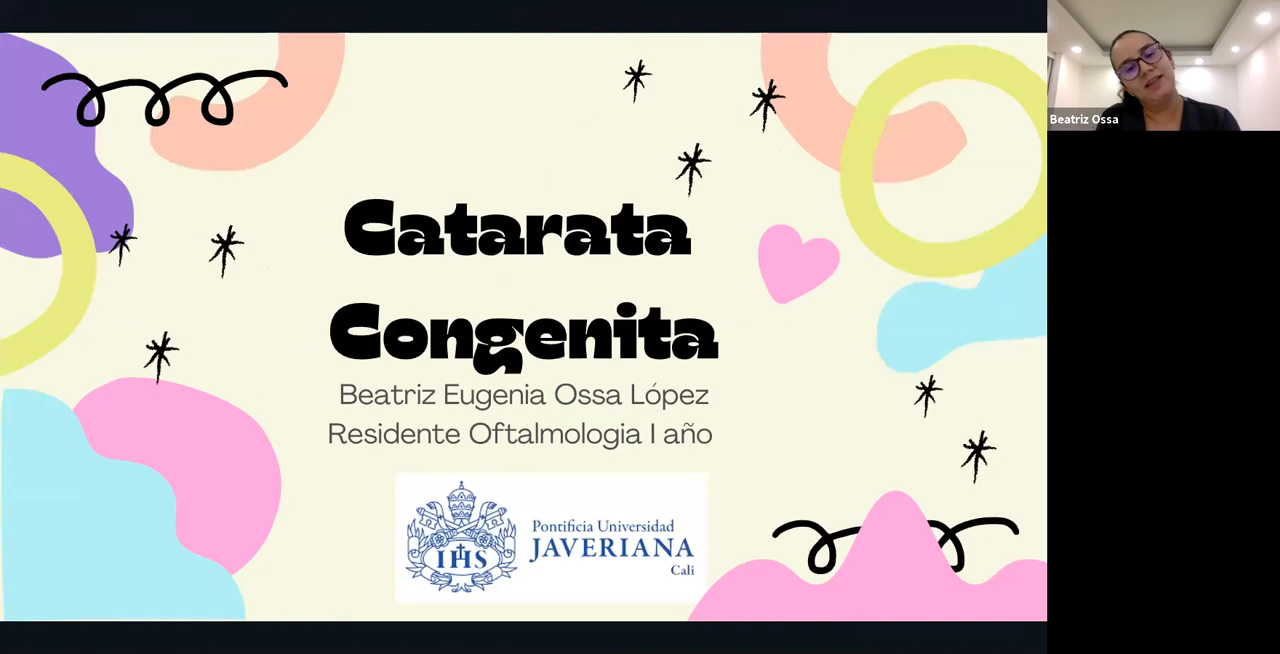 Catarata
Congenita
Beatriz Eugenia Ossa López
Residente Oftalmologia I año
IHS
Pontificia Universidad
JAVERIANA
Cali
Beatriz Ossa